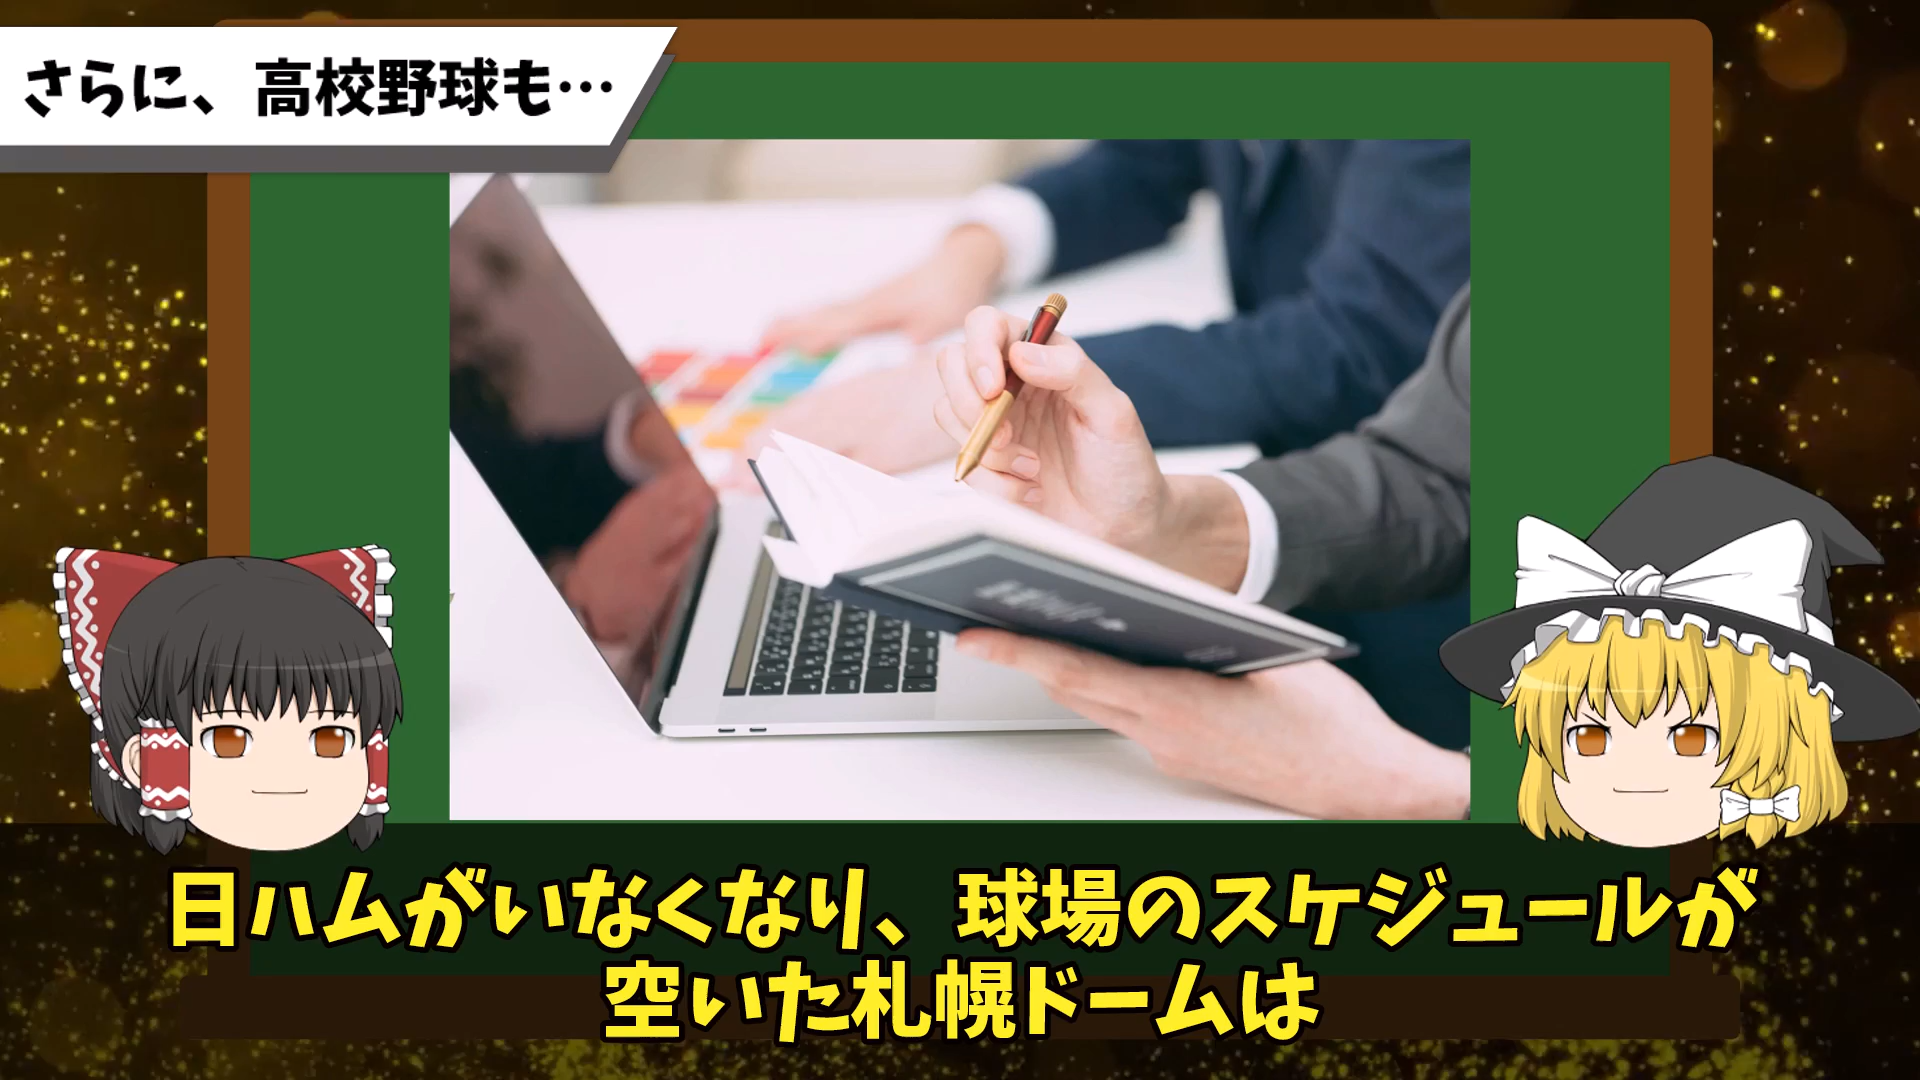 さらに、高校野球も…
日ハムがいなくなり、球場のスケジュールが
空いた札幌ドームは